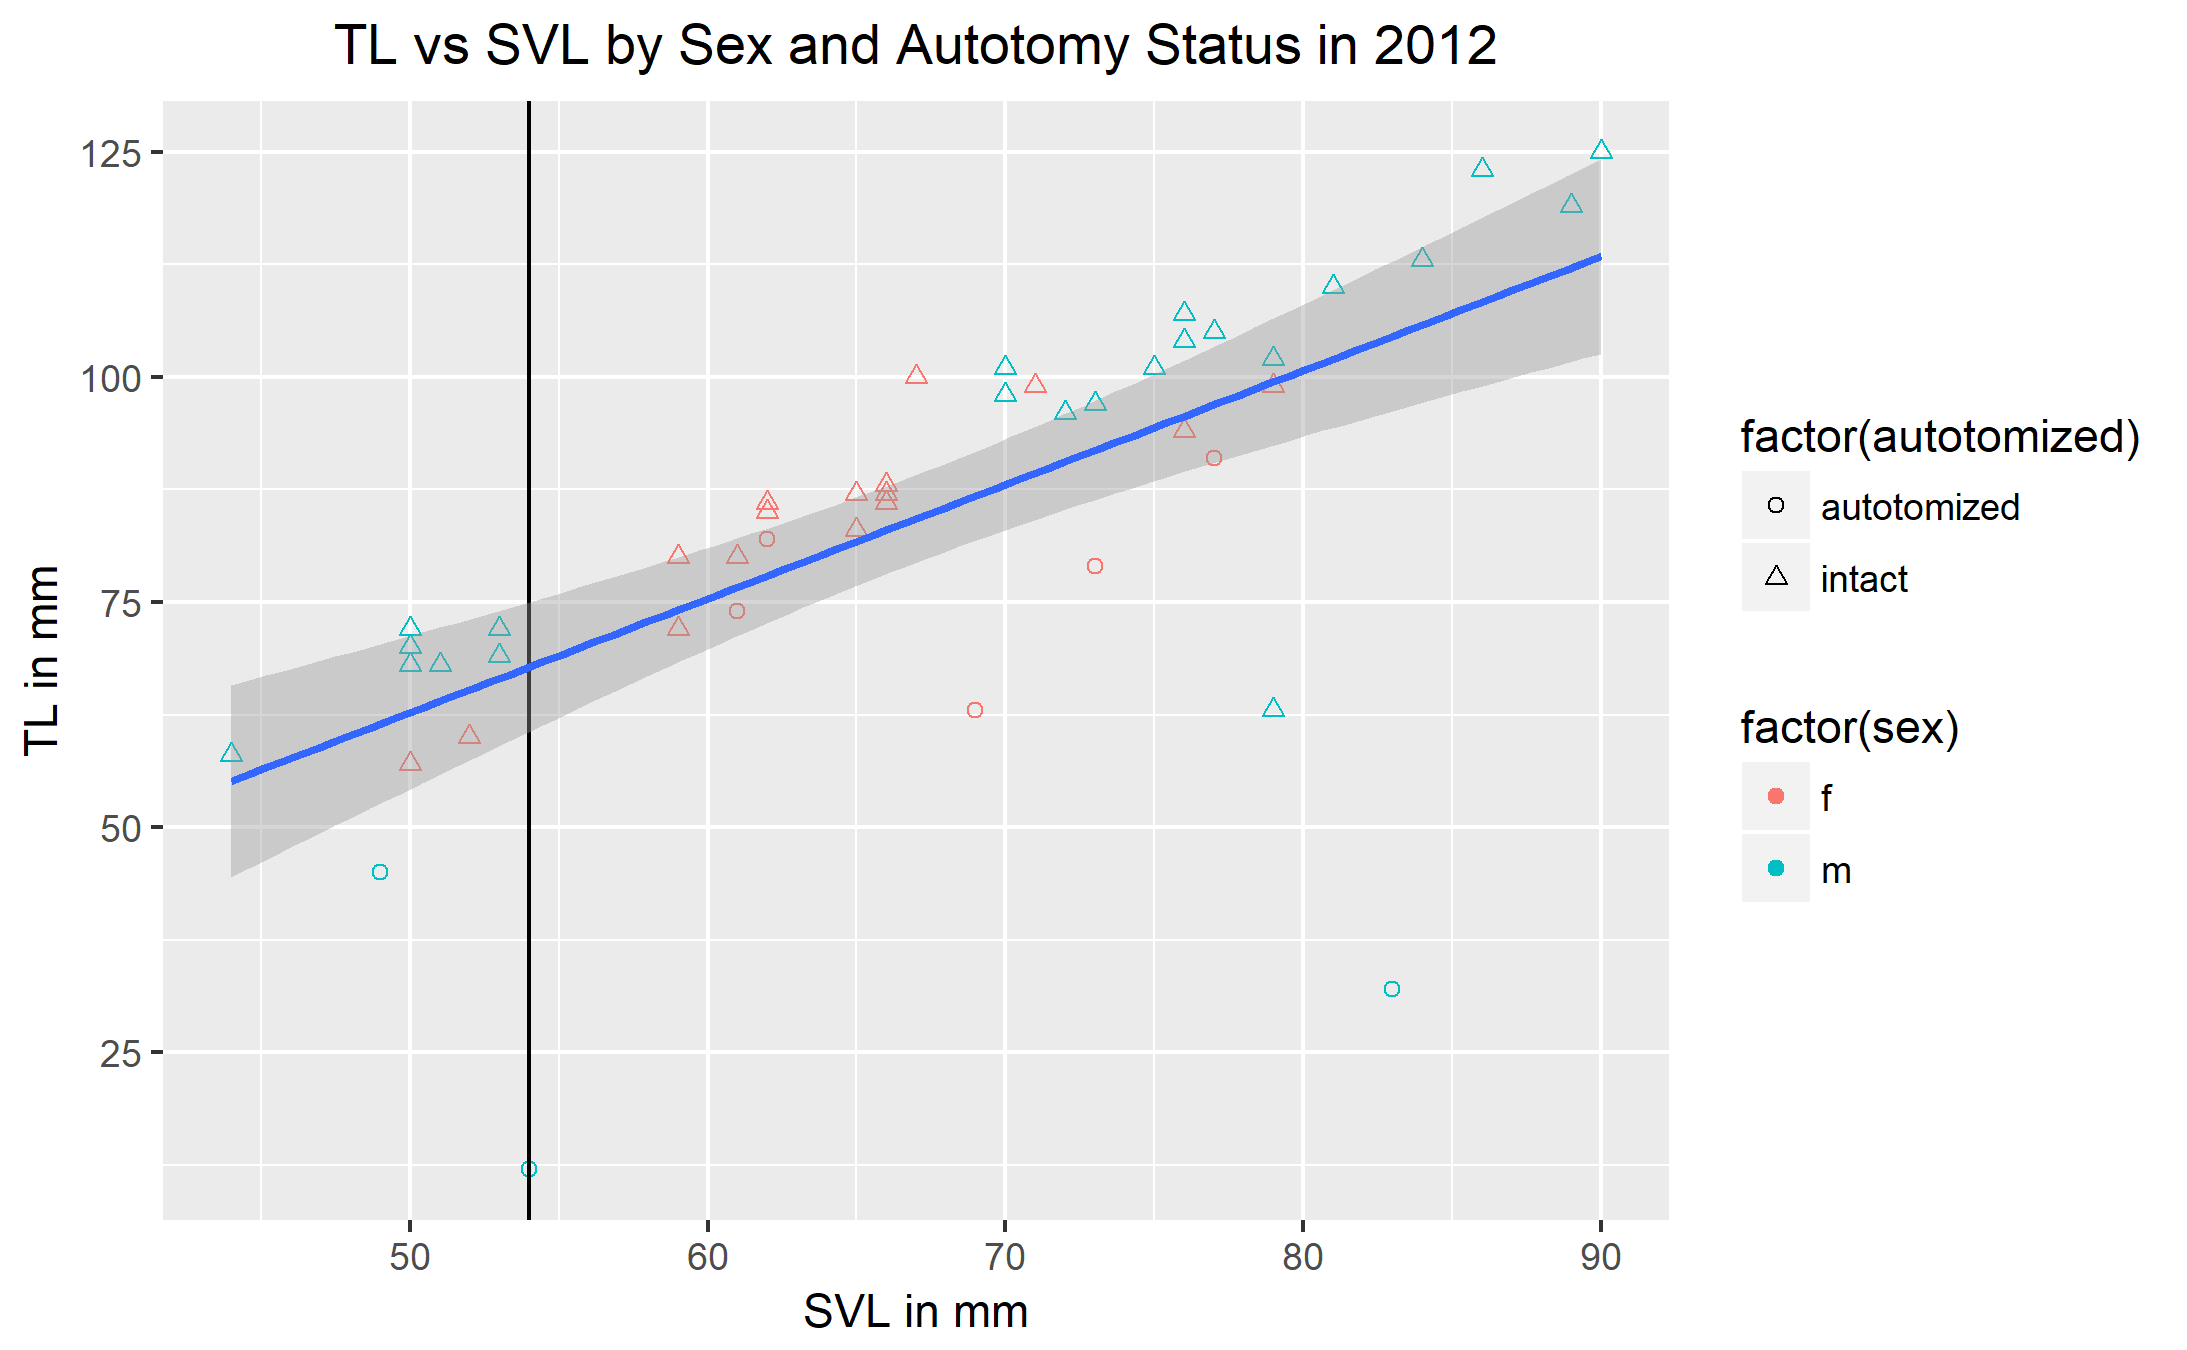 TL vs SVL by Sex and Autotomy Status in 2012
125
100
75
50
25
TL in mm
50 60 70 80 90
SVL in mm
factor(autotomized)
autotomized
intact
factor(sex)
f
m